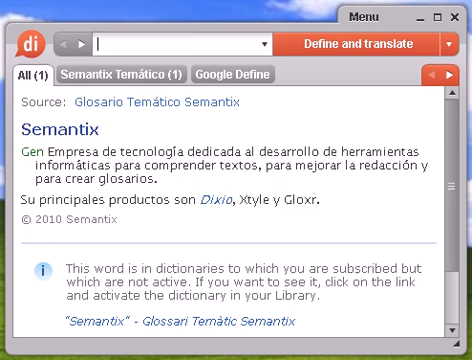 Menu
di
Define and translate
All (1) Semantix Temático (1) Google Define
Source: Glosario Temático Semantix
Semantix
Gen Empresa de tecnología dedicada al desarrollo de herramientas
informáticas para comprender textos, para mejorar la redacción y
para crear glosarios.
Su principales productos son Dixio, Xtyle y Gloxr.
© 2010 Semantix
i
This word is in dictionaries to which you are subscribed but
which are not active. If you want to see it, click on the link
and activate the dictionary in your Library.
"Semantix" - Glossari Temàtic Semantix